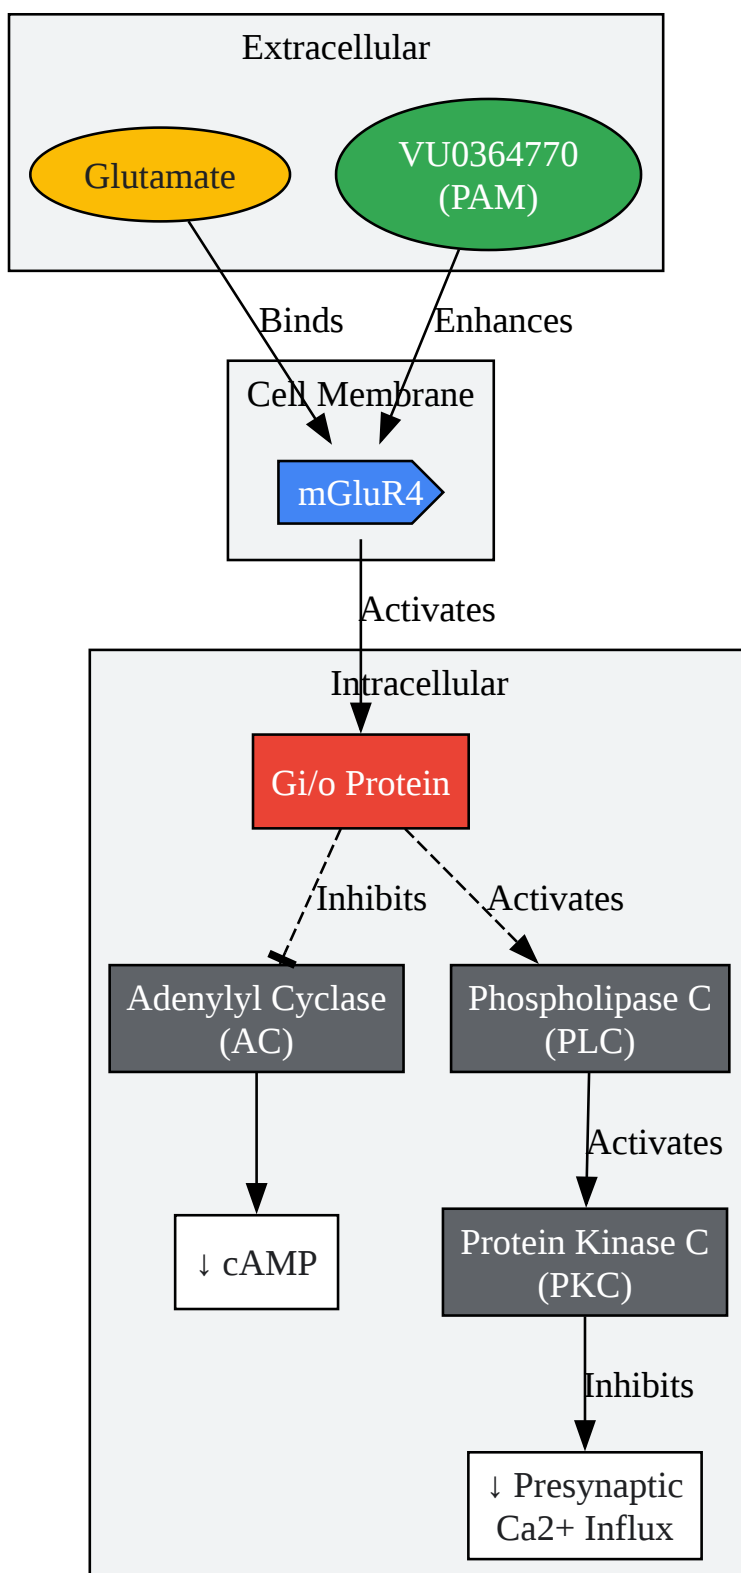 Extracellular
Glutamate
VU0364770
(PAM)
Binds
Enhances
Cell Membrane
mGluR4
Activates
Intracellular
Gi/o Protein
Inhibits
Activates
Adenylyl Cyclase
(AC)
Phospholipase C
(PLC)
Activates
↓ cAMP
Protein Kinase C
(PKC)
Inhibits
↓ Presynaptic
Ca2+ Influx